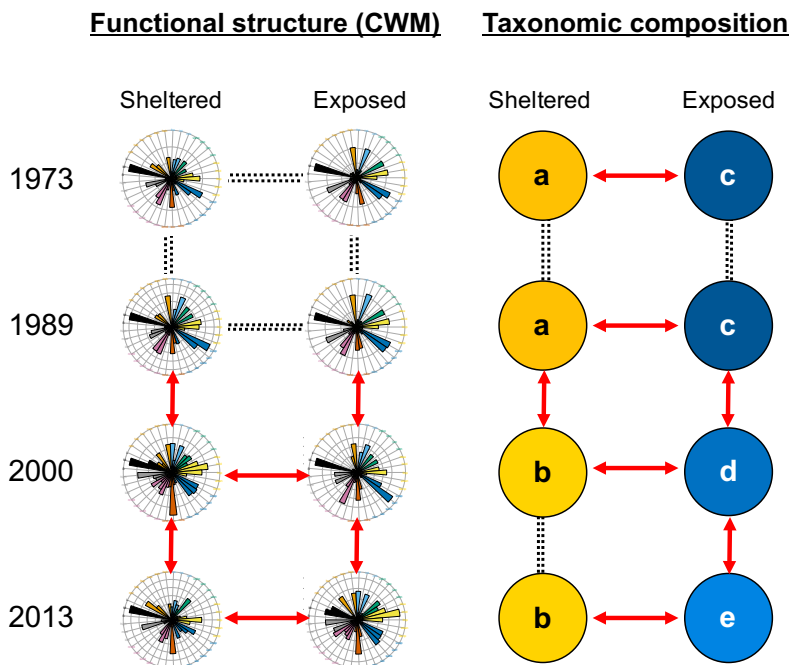 Functional structure (CWM) Taxonomic composition
Sheltered Exposed Sheltered Exposed
1973 a c
1989 a c
2000 b d
2013 b e